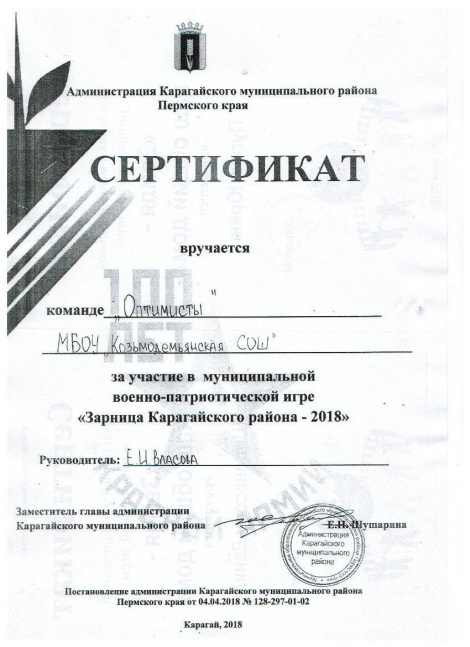 Администрация Карагайского муниципального района
Пермского края
СЕРТИФИКАТ
вручается
100
ЛЕТ
команде „Оптимисты"
МБОУ „Козьмодемьянская СОШ"
за участие в муниципальной
военно-патриотической игре
«Зарница Карагайского района - 2018»
Руководитель: Е.И. Власова
Заместитель главы администрации
Карагайского муниципального района Е.Н. Шушарина
Администрация
Карагайского
муниципального
района
Постановление администрации Карагайского муниципального района
Пермского края от 04.04.2018 № 128-297-01-02
Карагай, 2018